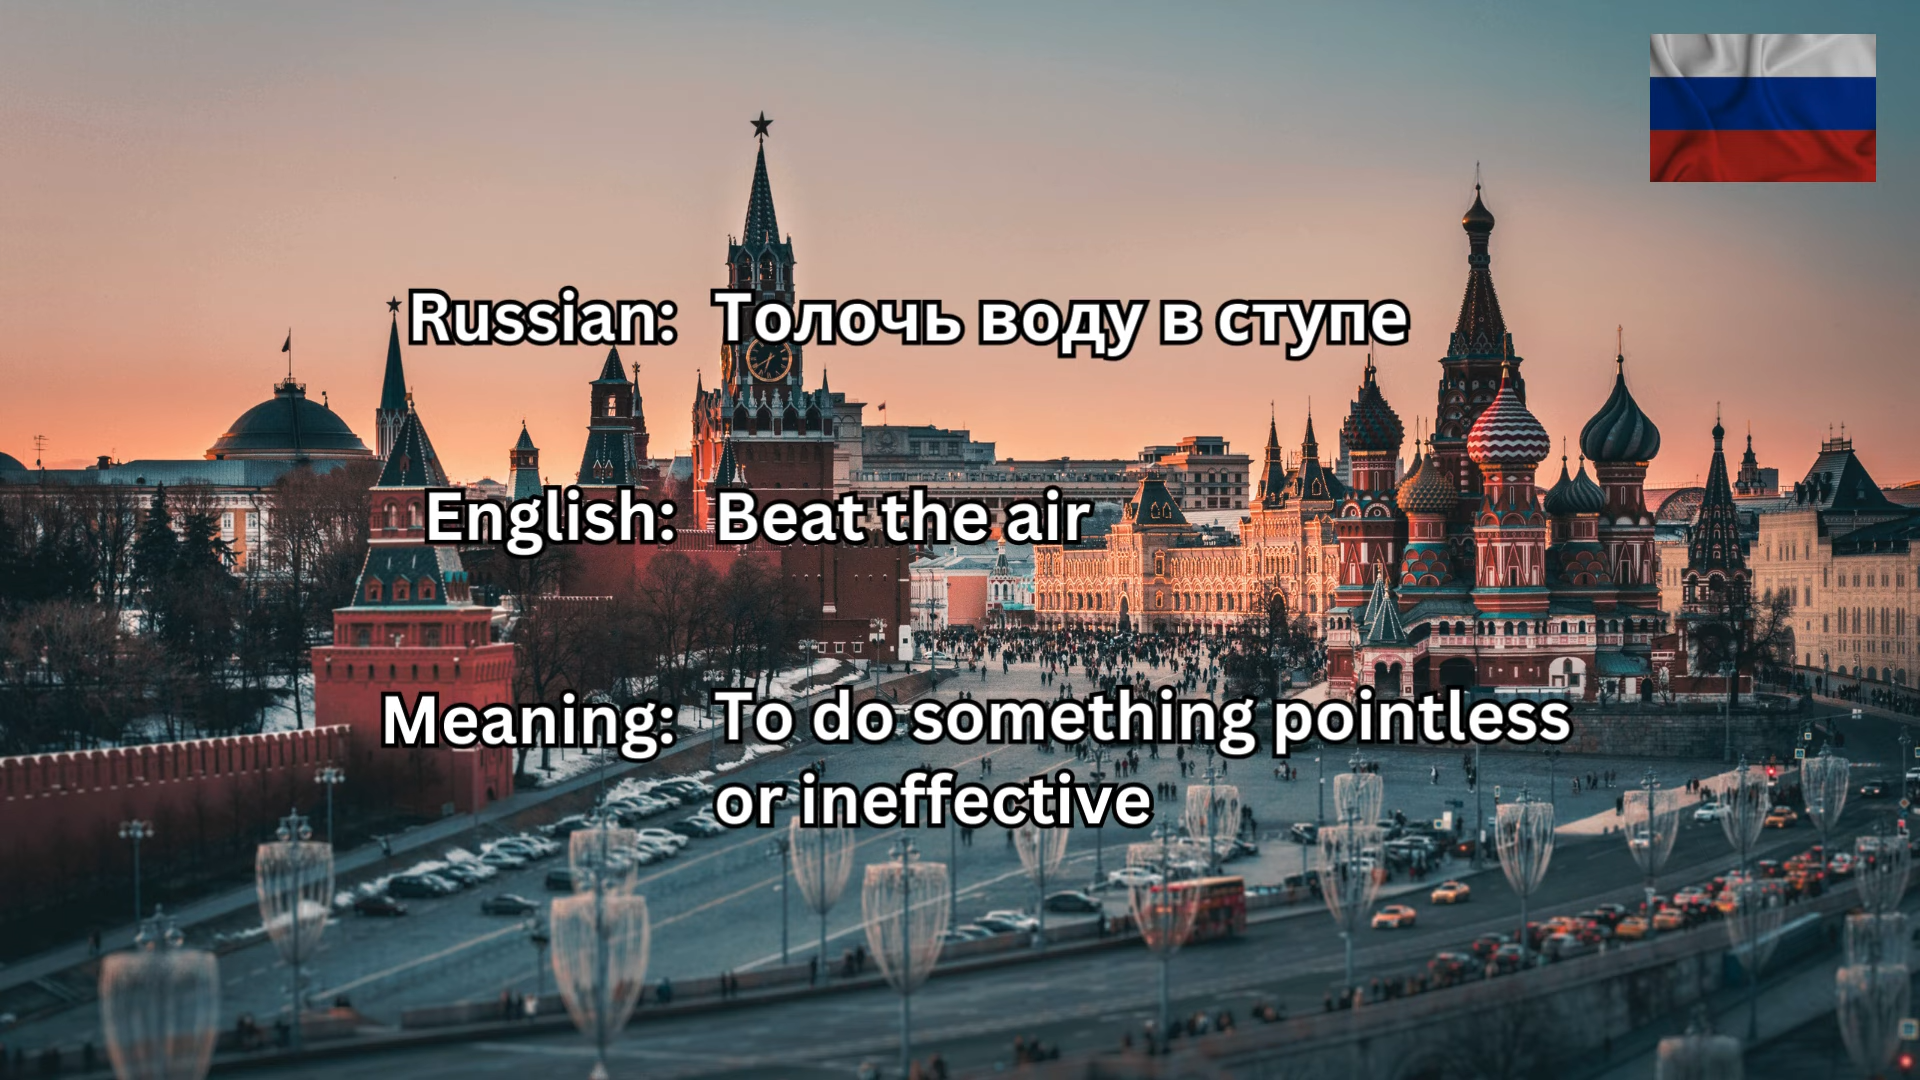 Russian: Толочь воду в ступе
English: Beat the air
Meaning: To do something pointless
or ineffective